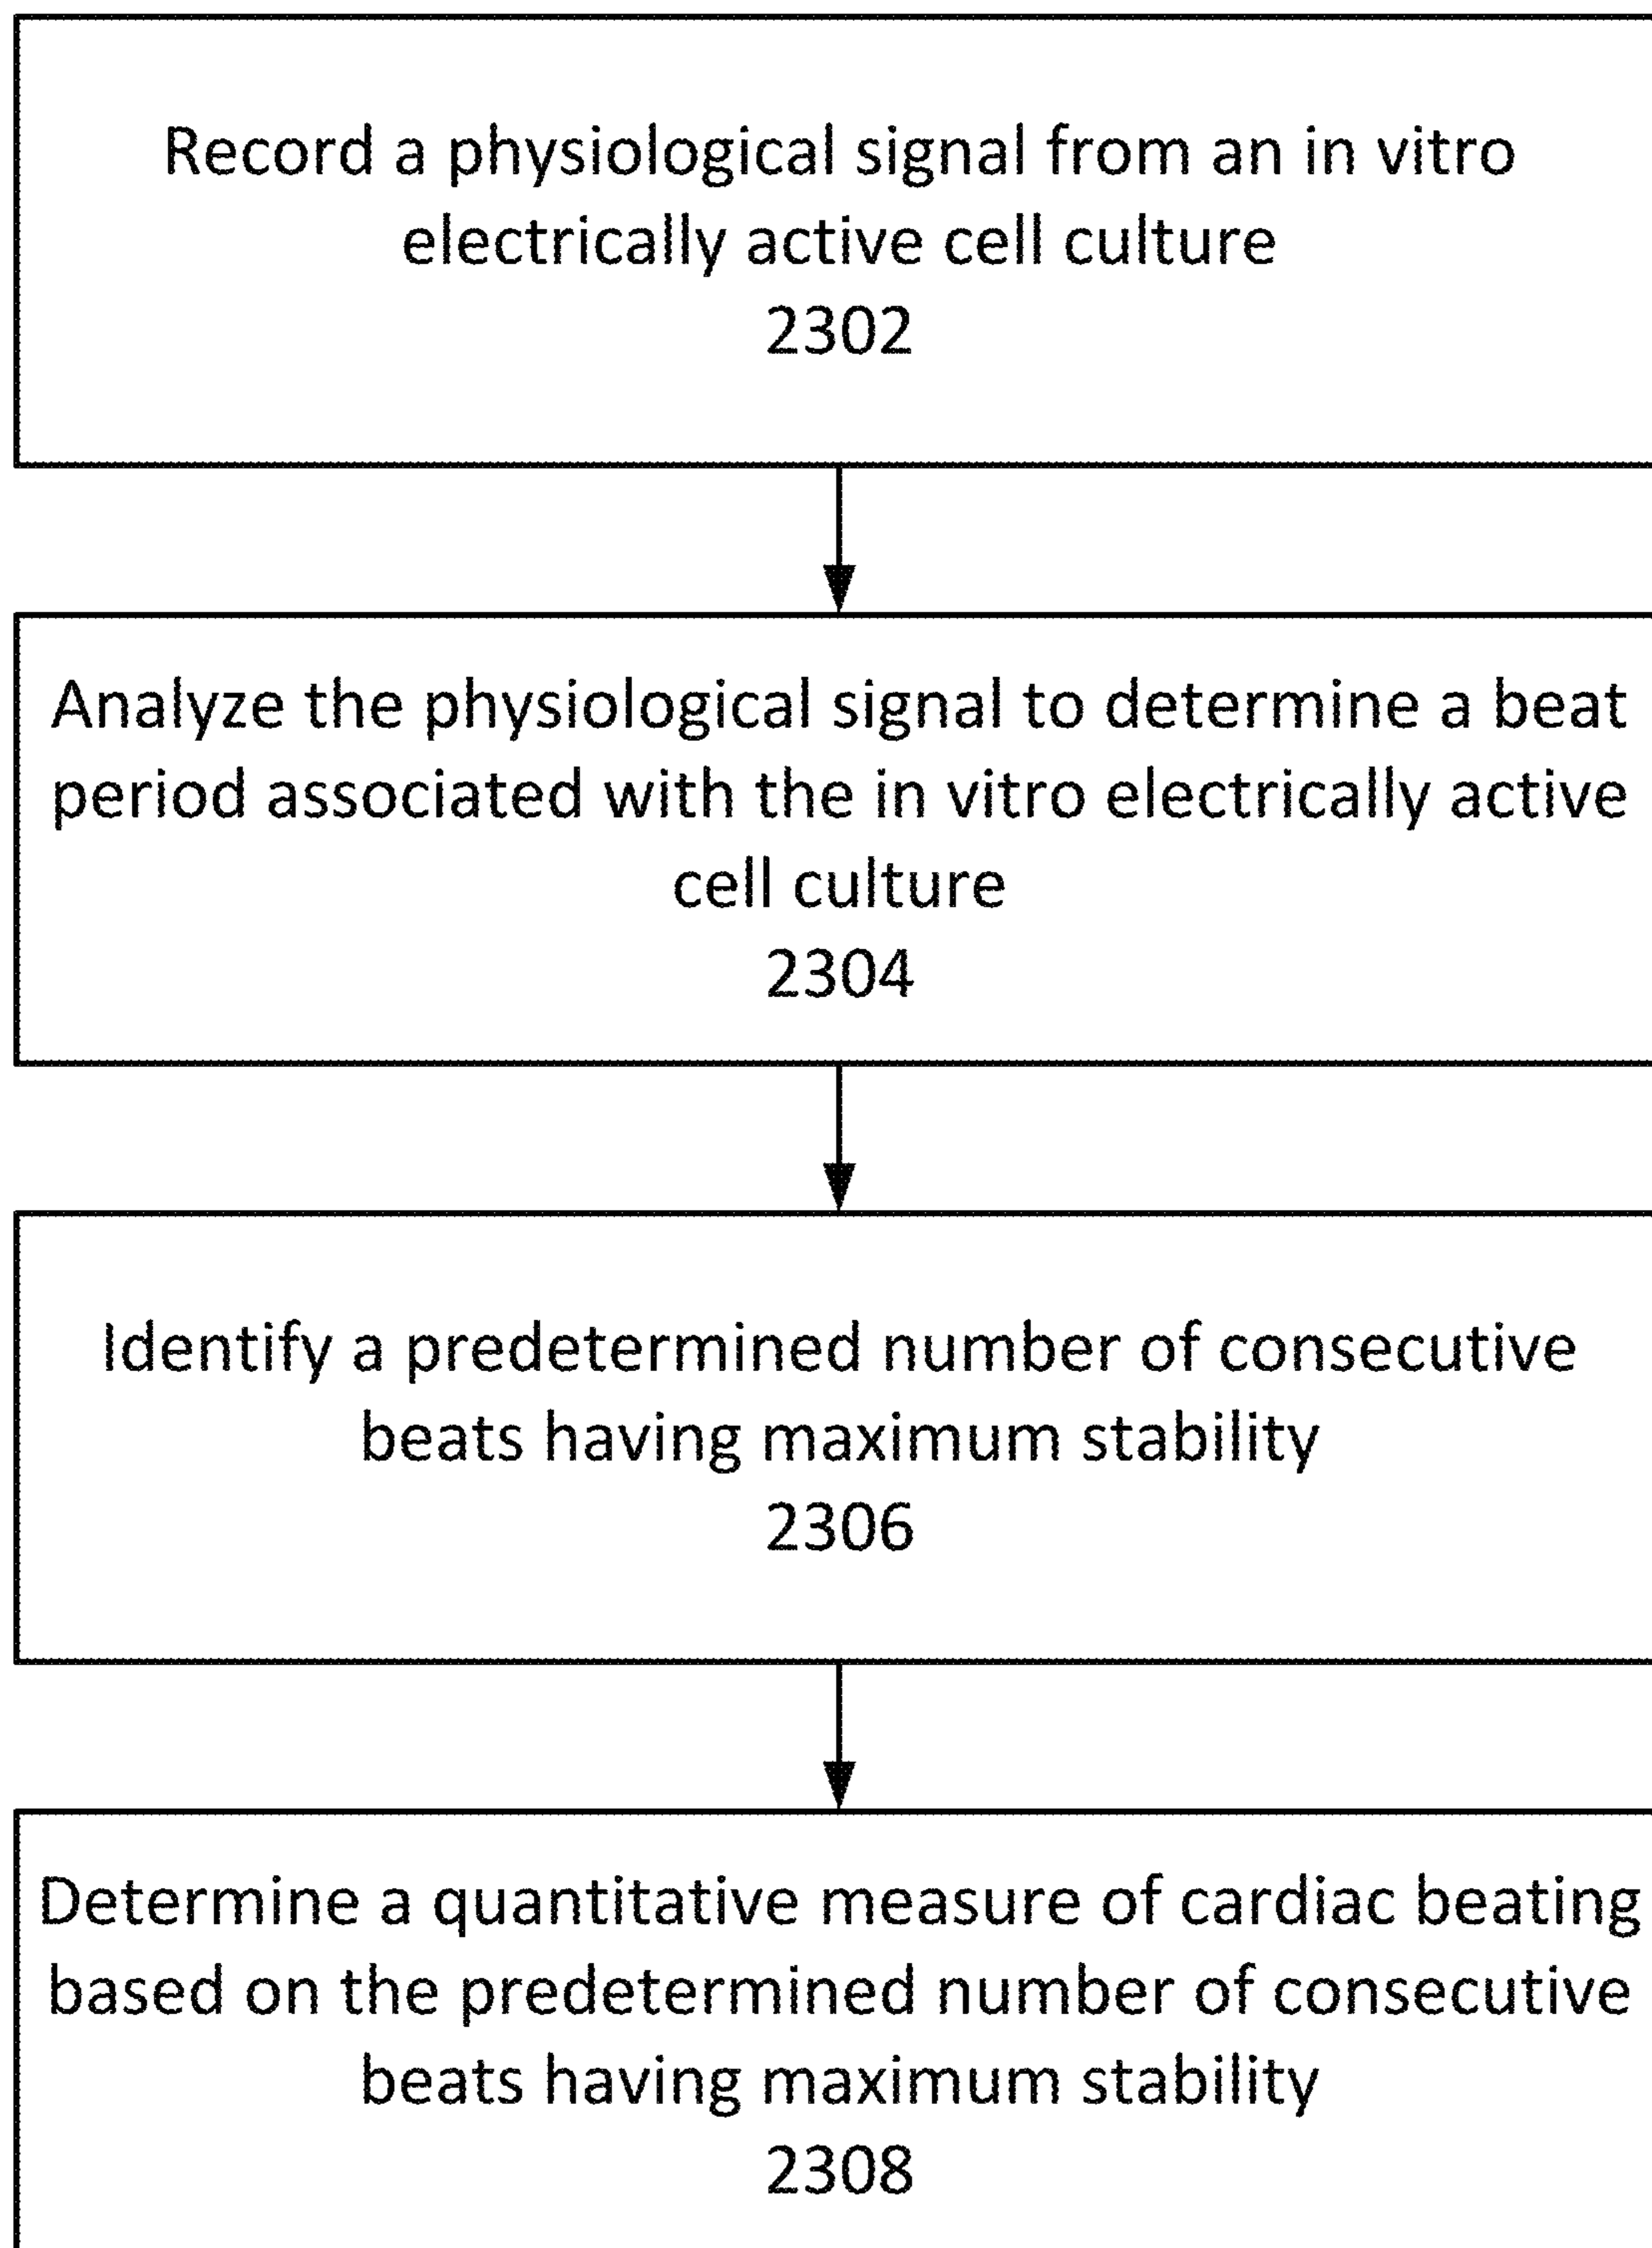 Record a physiological signal from an in vitro
electrically active cell culture
2302
Analyze the physiological signal to determine a beat
period associated with the in vitro electrically active
cell culture
2304
Identify a predetermined number of consecutive
beats having maximum stability
2306
Determine a quantitative measure of cardiac beating
based on the predetermined number of consecutive
beats having maximum stability
2308